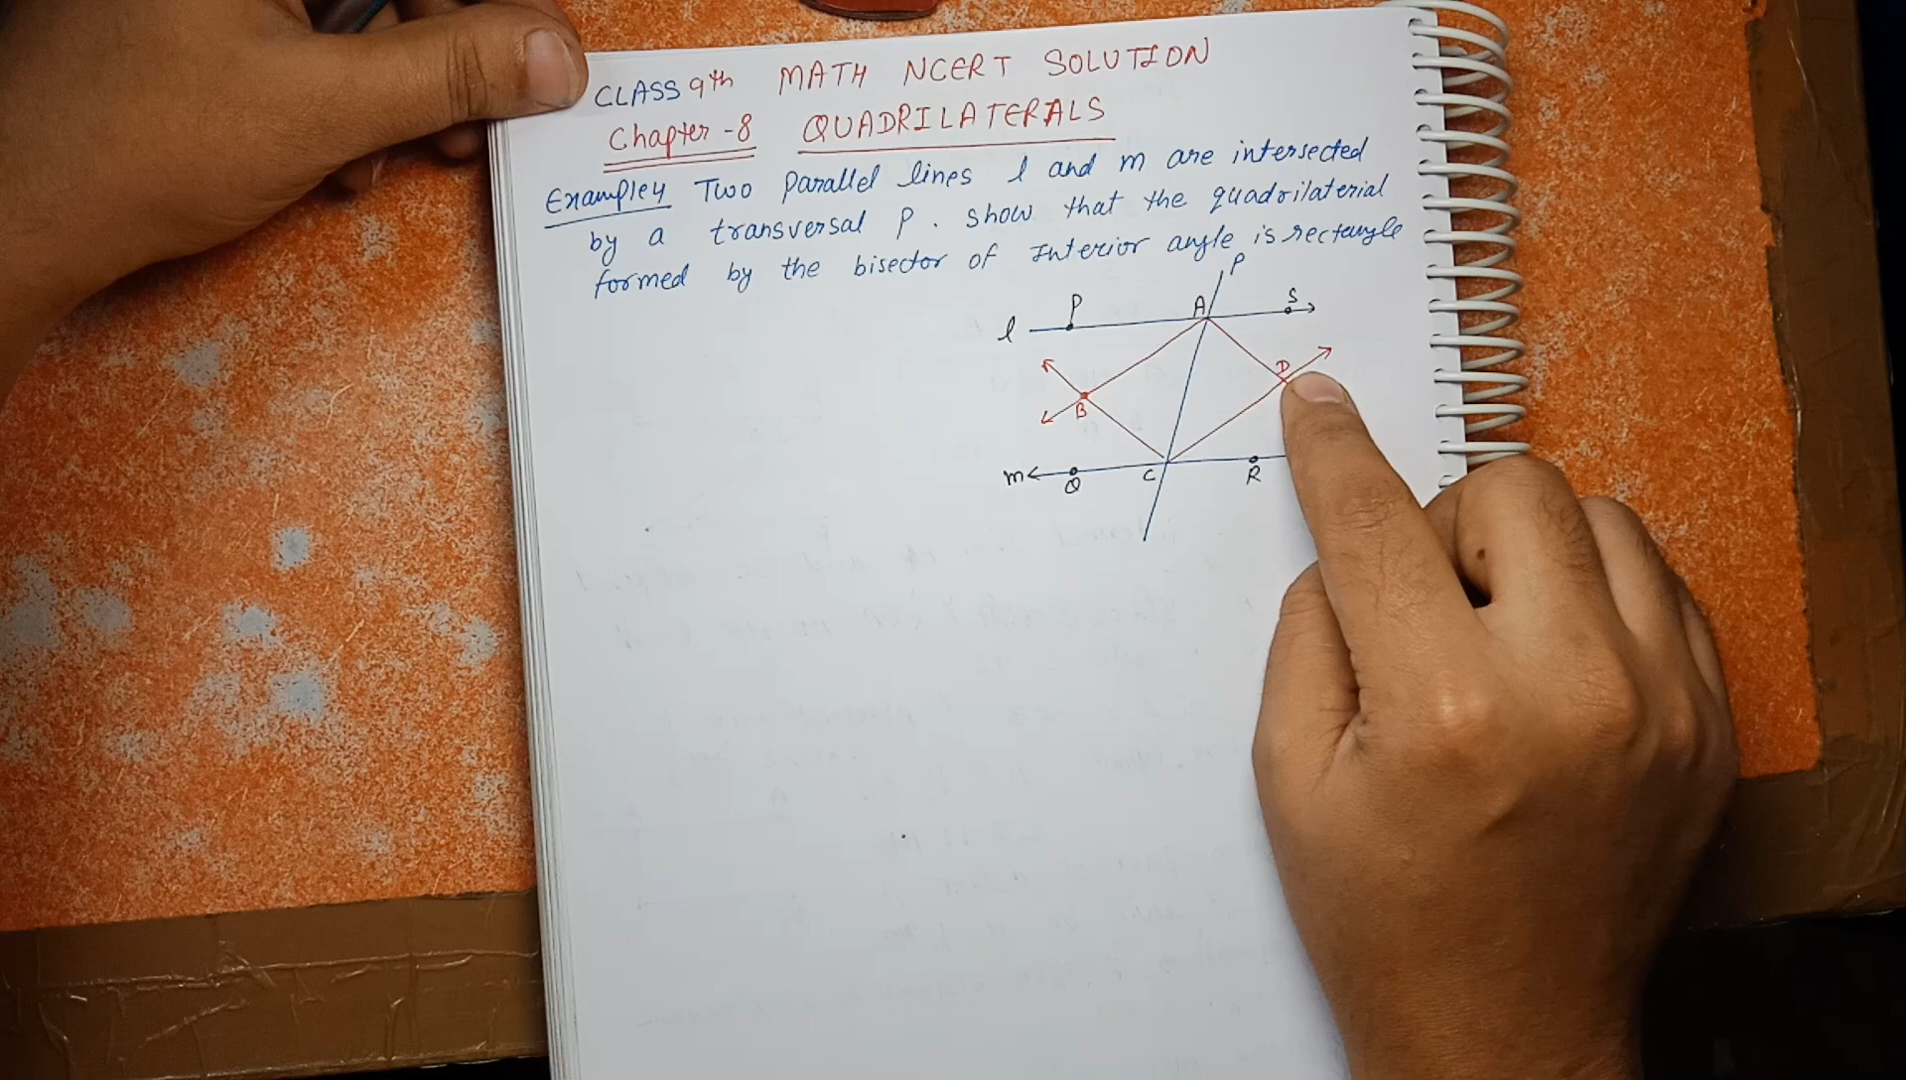 CLASS 9th MATH NCERT SOLUTION
Chapter -8 QUADRILATERALS
Example4 Two Parallel lines l and m are intersected
by a transversal P. show that the quadrilaterial
formed by the bisector of Interior angle is rectangle
P
l P A S
D
B
m Q C R